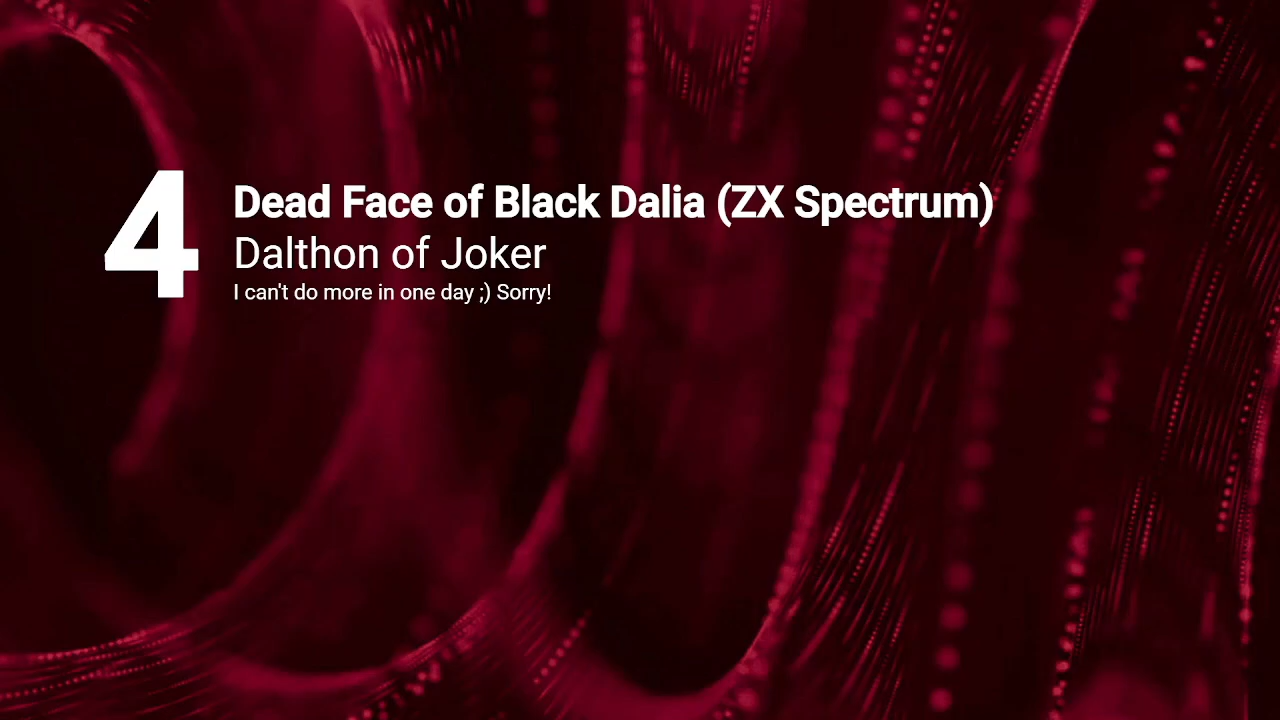 4
Dead Face of Black Dalia (ZX Spectrum)
Dalthon of Joker
I can't do more in one day ;) Sorry!